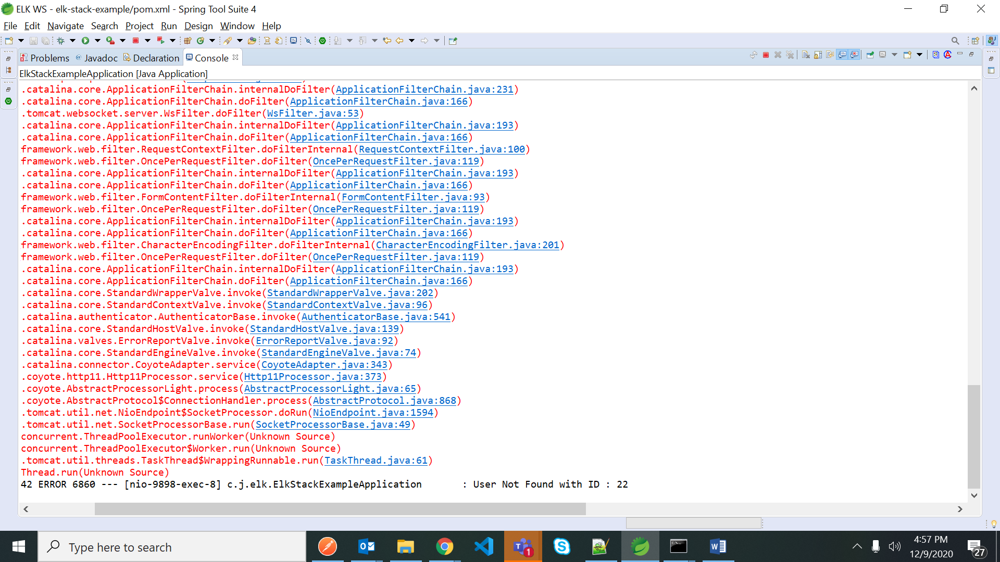 ELK WS - elk-stack-example/pom.xml - Spring Tool Suite 4
File Edit Navigate Search Project Run Design Window Help
Problems @ Javadoc Declaration Console
ElkStackExampleApplication [Java Application]
.catalina.core.ApplicationFilterChain.internalDoFilter(ApplicationFilterChain.java:231)
.catalina.core.ApplicationFilterChain.doFilter(ApplicationFilterChain.java:166)
.tomcat.websocket.server.WsFilter.doFilter(WsFilter.java:53)
.catalina.core.ApplicationFilterChain.internalDoFilter(ApplicationFilterChain.java:193)
.catalina.core.ApplicationFilterChain.doFilter(ApplicationFilterChain.java:166)
framework.web.filter.RequestContextFilter.doFilterInternal(RequestContextFilter.java:100)
framework.web.filter.OncePerRequestFilter.doFilter(OncePerRequestFilter.java:119)
.catalina.core.ApplicationFilterChain.internalDoFilter(ApplicationFilterChain.java:193)
.catalina.core.ApplicationFilterChain.doFilter(ApplicationFilterChain.java:166)
framework.web.filter.FormContentFilter.doFilterInternal(FormContentFilter.java:93)
framework.web.filter.OncePerRequestFilter.doFilter(OncePerRequestFilter.java:119)
.catalina.core.ApplicationFilterChain.internalDoFilter(ApplicationFilterChain.java:193)
.catalina.core.ApplicationFilterChain.doFilter(ApplicationFilterChain.java:166)
framework.web.filter.CharacterEncodingFilter.doFilterInternal(CharacterEncodingFilter.java:201)
framework.web.filter.OncePerRequestFilter.doFilter(OncePerRequestFilter.java:119)
.catalina.core.ApplicationFilterChain.internalDoFilter(ApplicationFilterChain.java:193)
.catalina.core.ApplicationFilterChain.doFilter(ApplicationFilterChain.java:166)
.catalina.core.StandardWrapperValve.invoke(StandardWrapperValve.java:202)
.catalina.core.StandardContextValve.invoke(StandardContextValve.java:96)
.catalina.authenticator.AuthenticatorBase.invoke(AuthenticatorBase.java:541)
.catalina.core.StandardHostValve.invoke(StandardHostValve.java:139)
.catalina.valves.ErrorReportValve.invoke(ErrorReportValve.java:92)
.catalina.core.StandardEngineValve.invoke(StandardEngineValve.java:74)
.catalina.connector.CoyoteAdapter.service(CoyoteAdapter.java:343)
.coyote.http11.Http11Processor.service(Http11Processor.java:373)
.coyote.AbstractProcessorLight.process(AbstractProcessorLight.java:65)
.coyote.AbstractProtocol$ConnectionHandler.process(AbstractProtocol.java:868)
.tomcat.util.net.NioEndpoint$SocketProcessor.doRun(NioEndpoint.java:1594)
.tomcat.util.net.SocketProcessorBase.run(SocketProcessorBase.java:49)
concurrent.ThreadPoolExecutor.runWorker(Unknown Source)
concurrent.ThreadPoolExecutor$Worker.run(Unknown Source)
.tomcat.util.threads.TaskThread$WrappingRunnable.run(TaskThread.java:61)
Thread.run(Unknown Source)
42 ERROR 6860 --- [nio-9898-exec-8] c.j.elk.ElkStackExampleApplication       : User Not Found with ID : 22
Type here to search
1
4:57 PM
12/9/2020
27